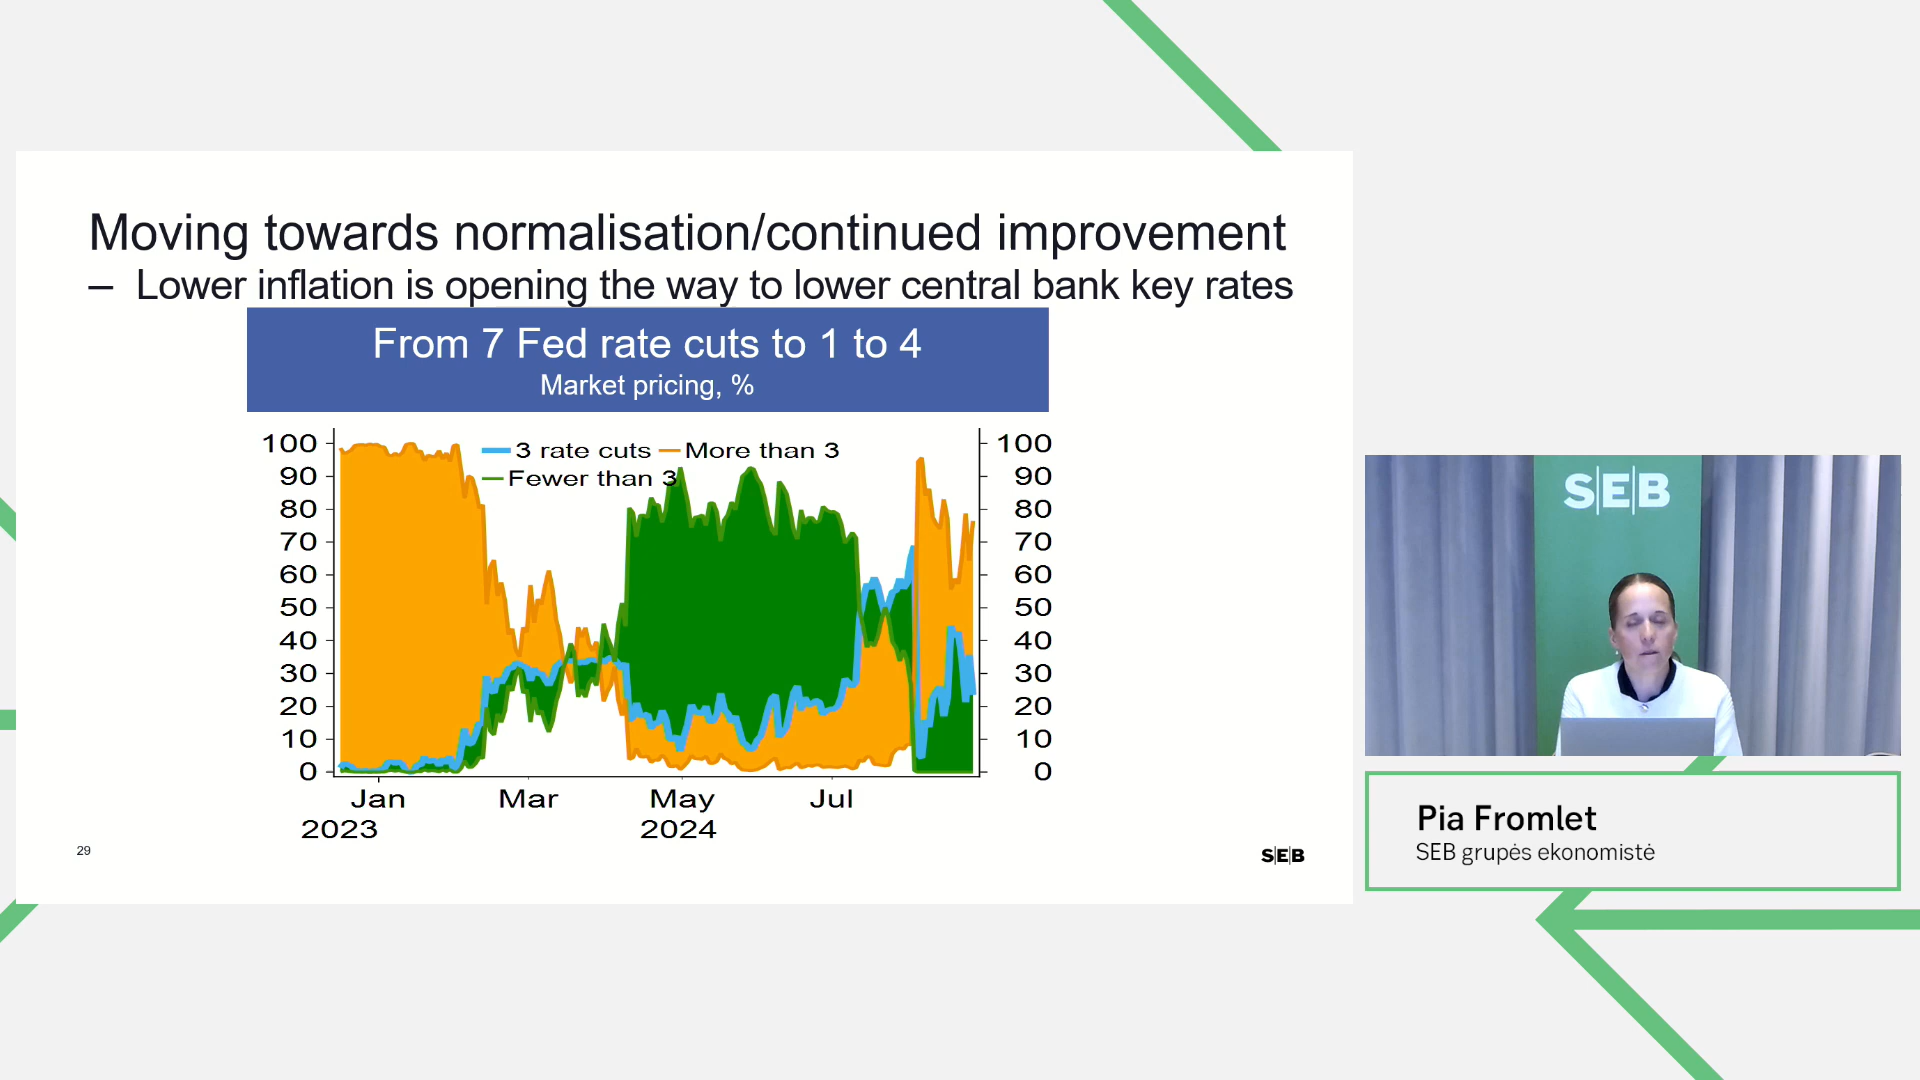 Moving towards normalisation/continued improvement
– Lower inflation is opening the way to lower central bank key rates
From 7 Fed rate cuts to 1 to 4
Market pricing, %
3 rate cuts More than 3
Fewer than 3
100 100
90 90
80 80
70 70
60 60
50 50
40 40
30 30
20 20
10 10
0 0
Jan Mar May Jul
2023 2024
29
SEB
SEB
Pia Fromlet
SEB grupės ekonomistė